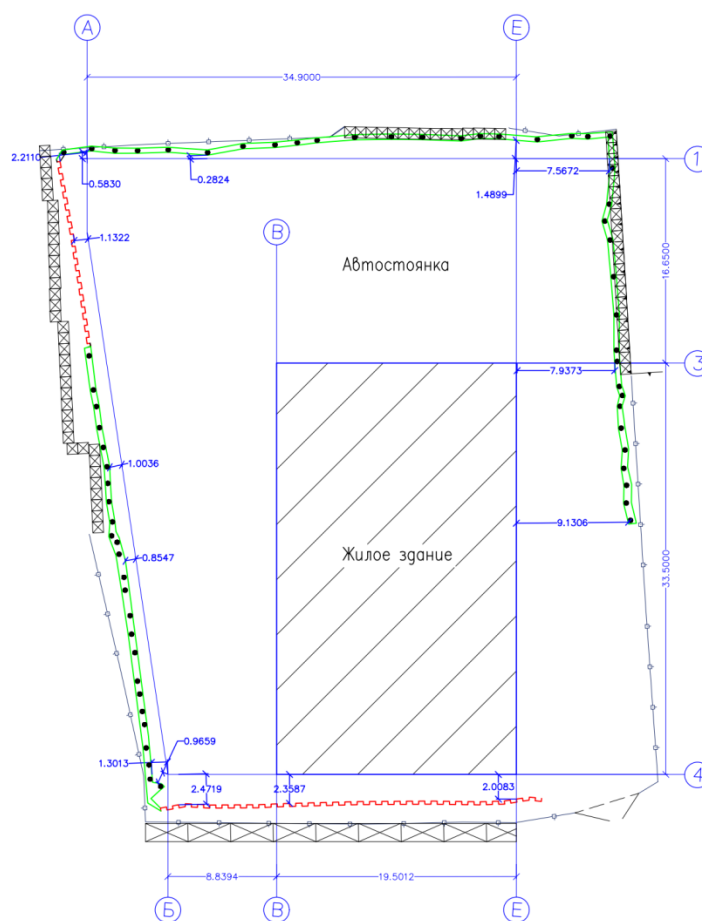 А
Е
34.9000
2.2110
0.5830
0.2824
1.4899
7.5672
1
1.1322
В
Автостоянка
16.6500
3
7.9373
1.0036
9.1306
Жилое здание
0.8547
33.5000
0.9659
1.3013
2.4719
2.3587
2.0083
4
8.8394
19.5012
Б
В
Е